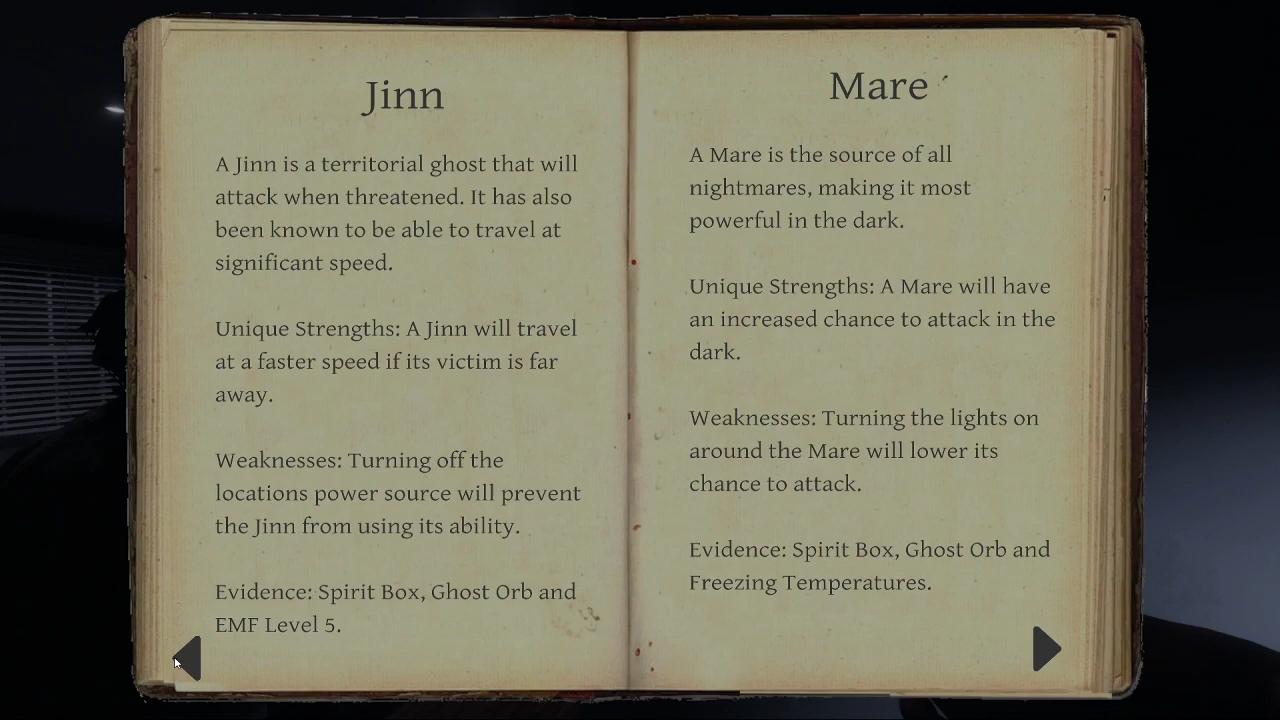 Jinn
A Jinn is a territorial ghost that will
attack when threatened. It has also
been known to be able to travel at
significant speed.
Unique Strengths: A Jinn will travel
at a faster speed if its victim is far
away.
Weaknesses: Turning off the
locations power source will prevent
the Jinn from using its ability.
Evidence: Spirit Box, Ghost Orb and
EMF Level 5.
Mare
A Mare is the source of all
nightmares, making it most
powerful in the dark.
Unique Strengths: A Mare will have
an increased chance to attack in the
dark.
Weaknesses: Turning the lights on
around the Mare will lower its
chance to attack.
Evidence: Spirit Box, Ghost Orb and
Freezing Temperatures.